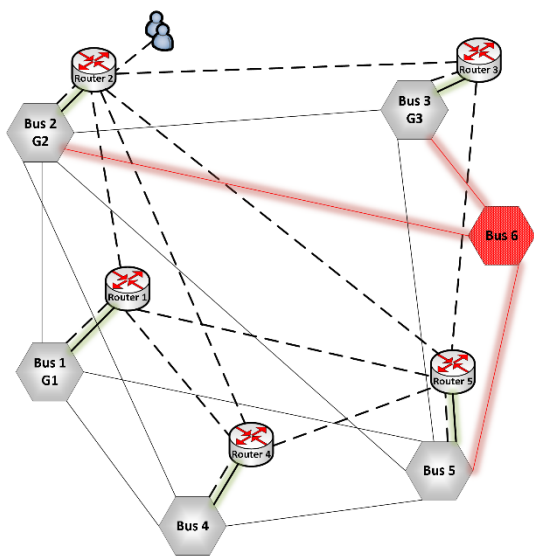 Router 2
Router 3
Bus 3
G3
Bus 2
G2
Bus 6
Router 1
Bus 1
G1
Router 5
Router 4
Bus 5
Bus 4